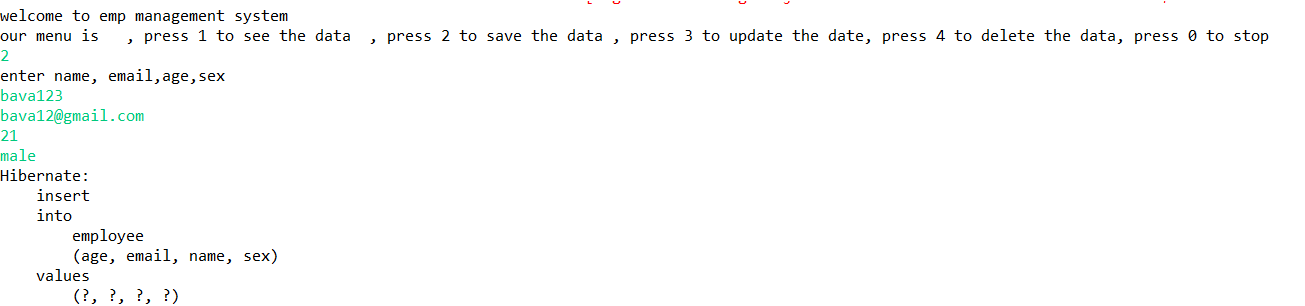 welcome to emp management system
our menu is   , press 1 to see the data  , press 2 to save the data , press 3 to update the date, press 4 to delete the data, press 0 to stop
2
enter name, email,age,sex
bava123
bava12@gmail.com
21
male
Hibernate:
    insert
    into
        employee
        (age, email, name, sex)
    values
        (?, ?, ?, ?)